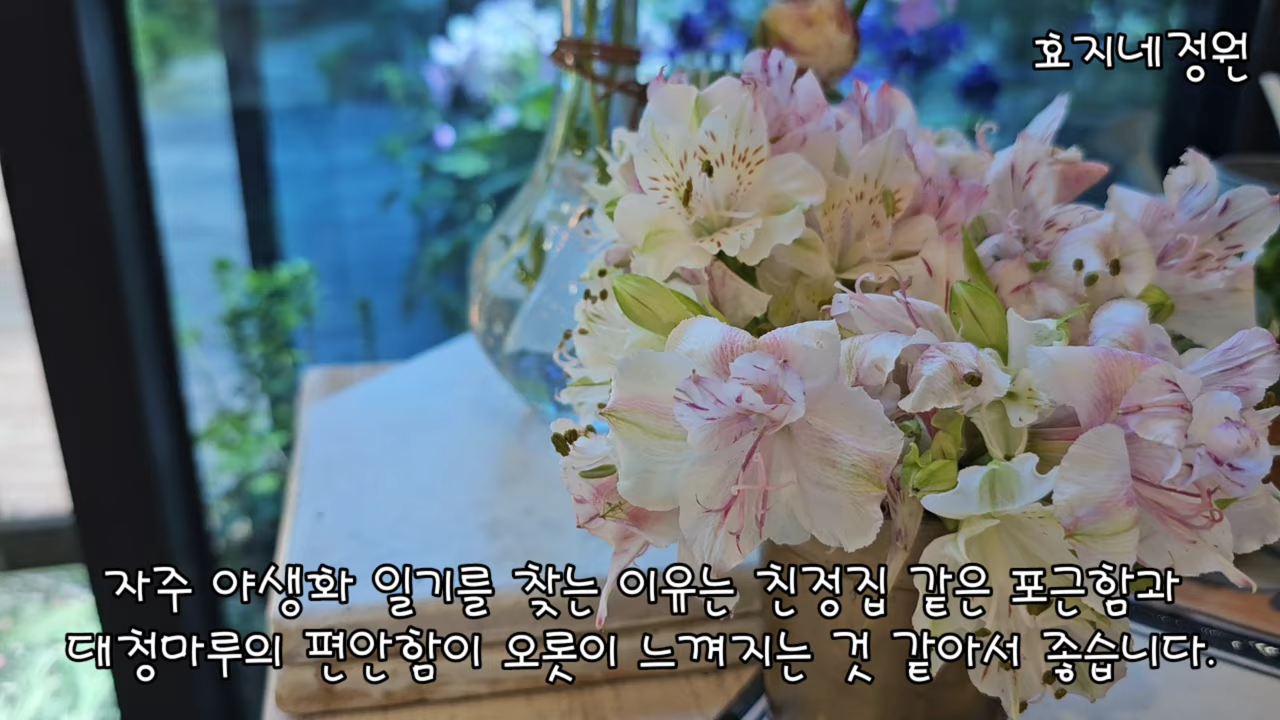 효지네정원
자주 야생화 일기를 찾는 이유는 친정집 같은 포근함과
대청마루의 편안함이 오롯이 느껴지는 것 같아서 좋습니다.